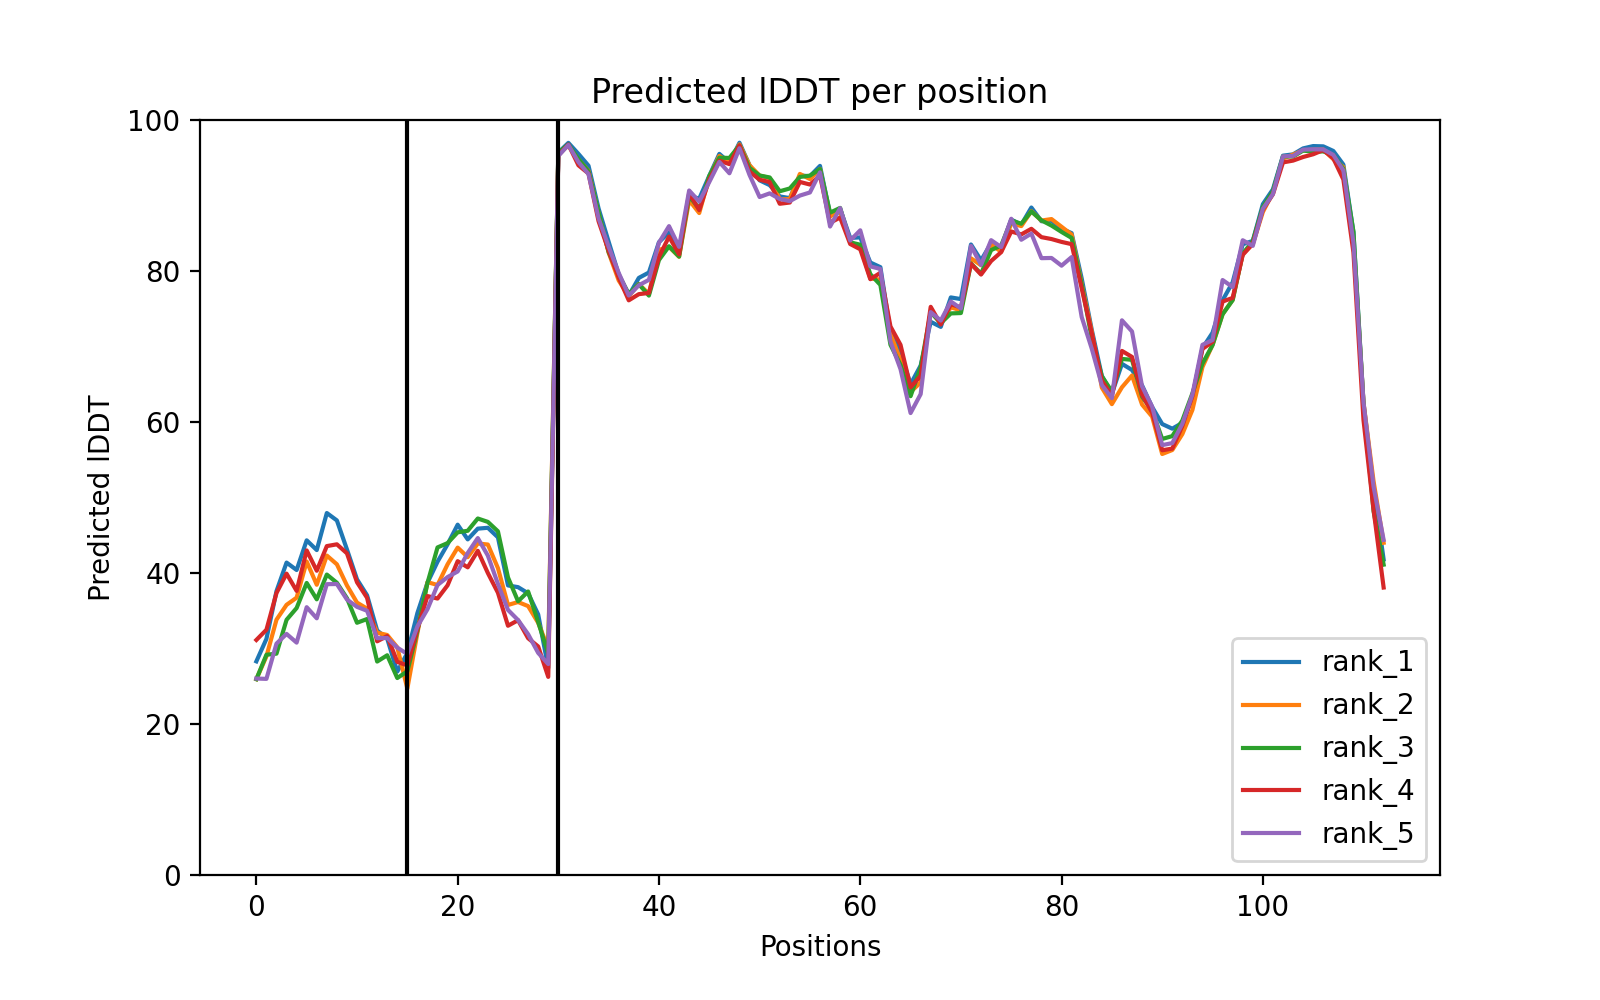 Predicted lDDT per position
100
80
60
40
20
0
Predicted lDDT
0 20 40 60 80 100
Positions
rank_1
rank_2
rank_3
rank_4
rank_5